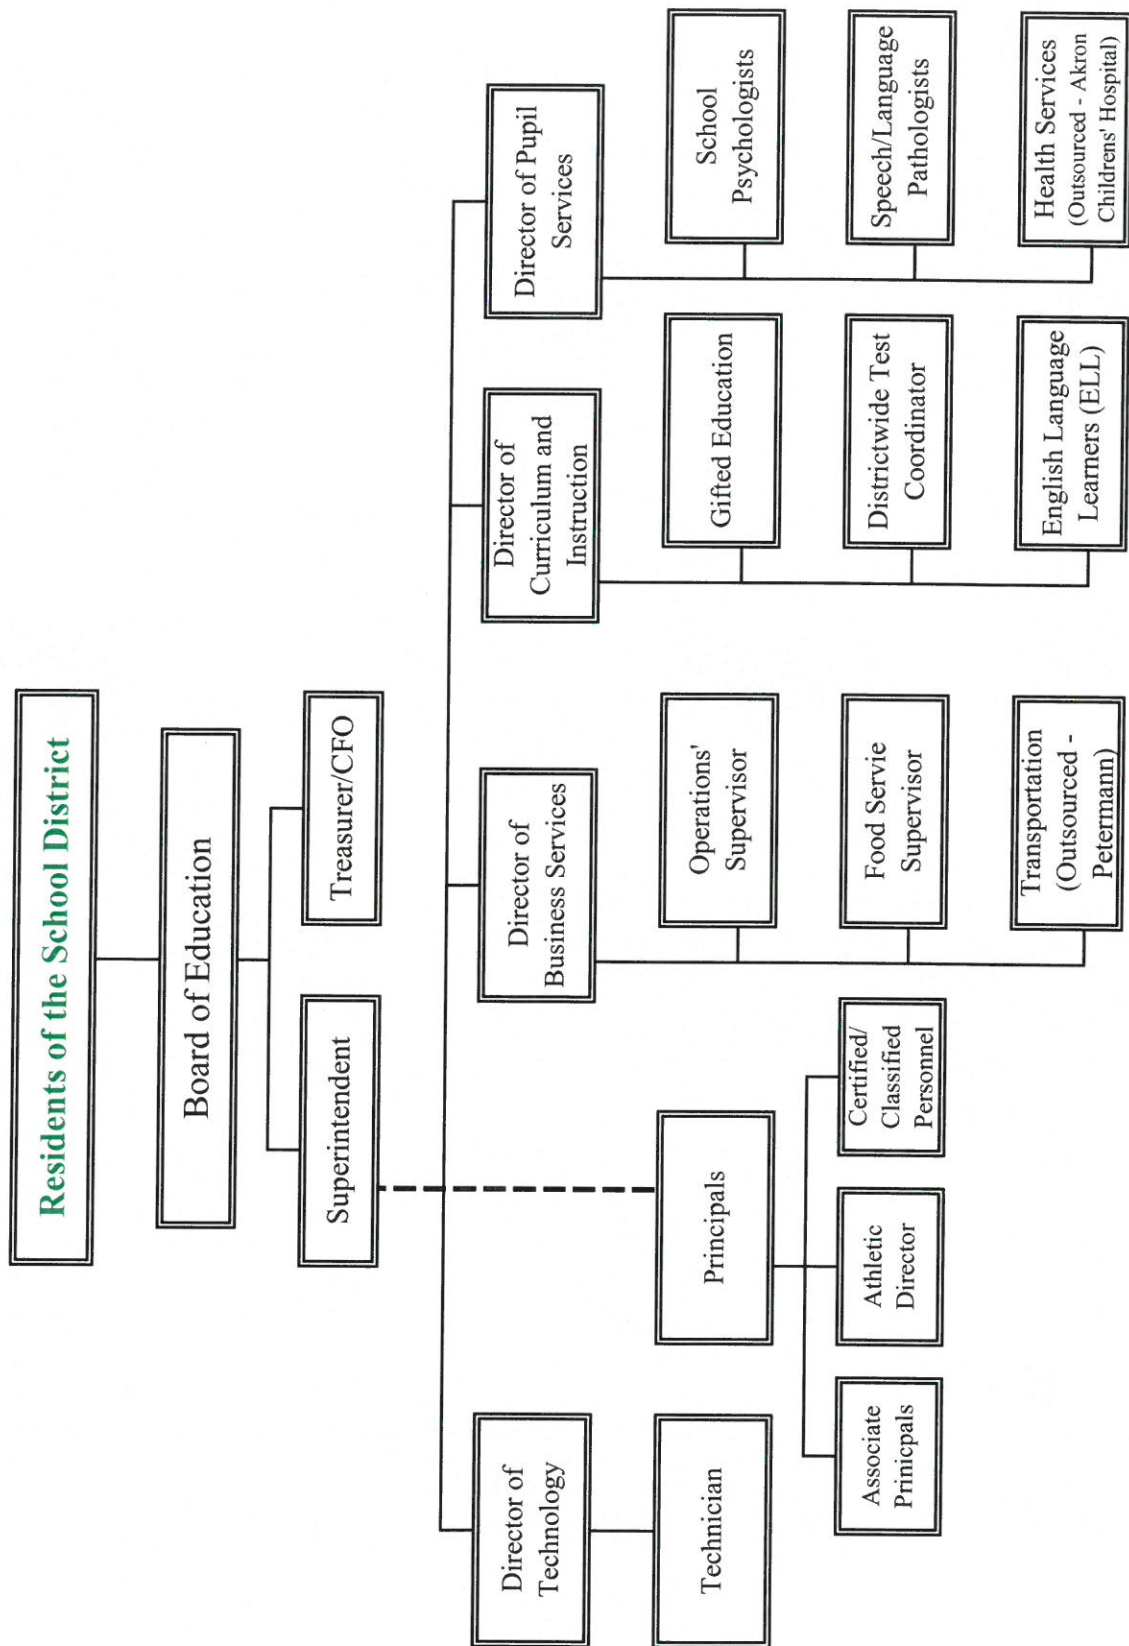 Residents of the School District
Board of Education
Superintendent
Treasurer/CFO
Director of
Technology
Director of
Business Services
Director of
Curriculum and
Instruction
Director of Pupil
Services
Technician
Principals
Operations'
Supervisor
Gifted Education
School
Psychologists
Associate
Prinicpals
Athletic
Director
Certified/
Classified
Personnel
Food Servie
Supervisor
Districtwide Test
Coordinator
Speech/Language
Pathologists
Transportation
(Outsourced -
Petermann)
English Language
Learners (ELL)
Health Services
(Outsourced - Akron
Childrens' Hospital)